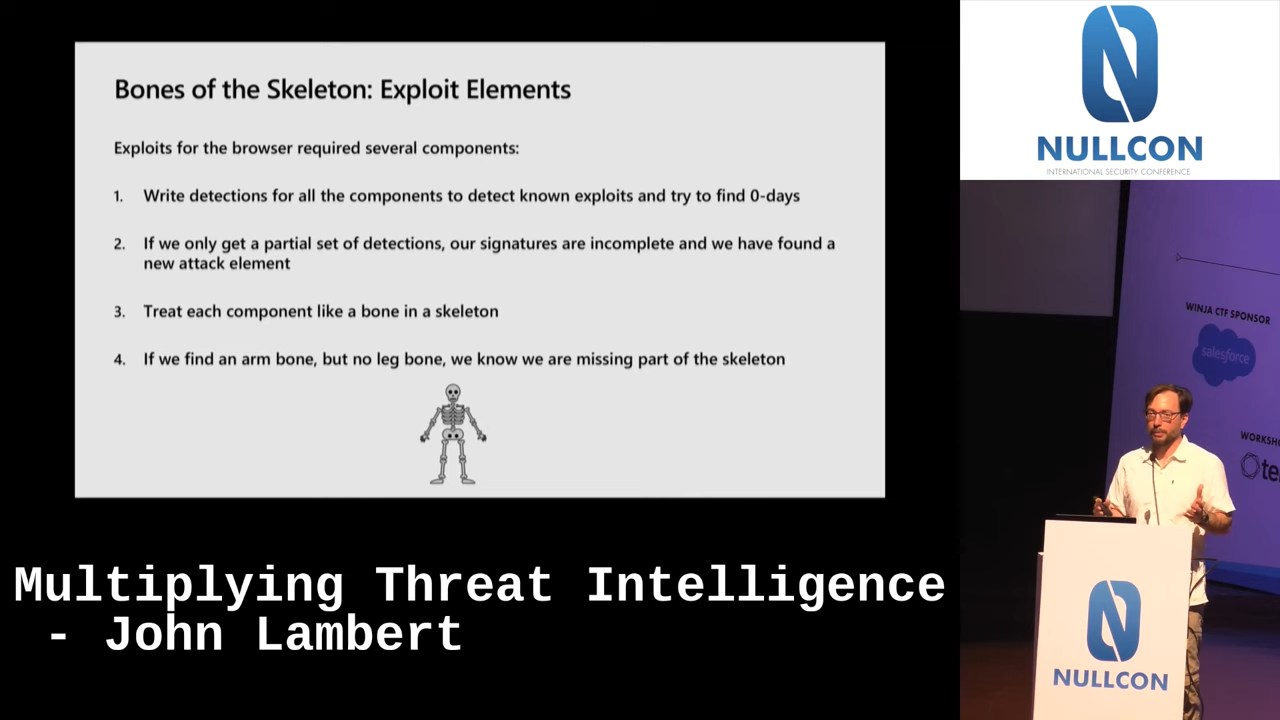 Bones of the Skeleton: Exploit Elements
Exploits for the browser required several components:
1. Write detections for all the components to detect known exploits and try to find 0-days
2. If we only get a partial set of detections, our signatures are incomplete and we have found a
new attack element
3. Treat each component like a bone in a skeleton
4. If we find an arm bone, but no leg bone, we know we are missing part of the skeleton
Multiplying Threat Intelligence
- John Lambert
NULLCON
INTERNATIONAL SECURITY CONFERENCE
WINJA CTF SPONSOR
salesforce
NULLCON